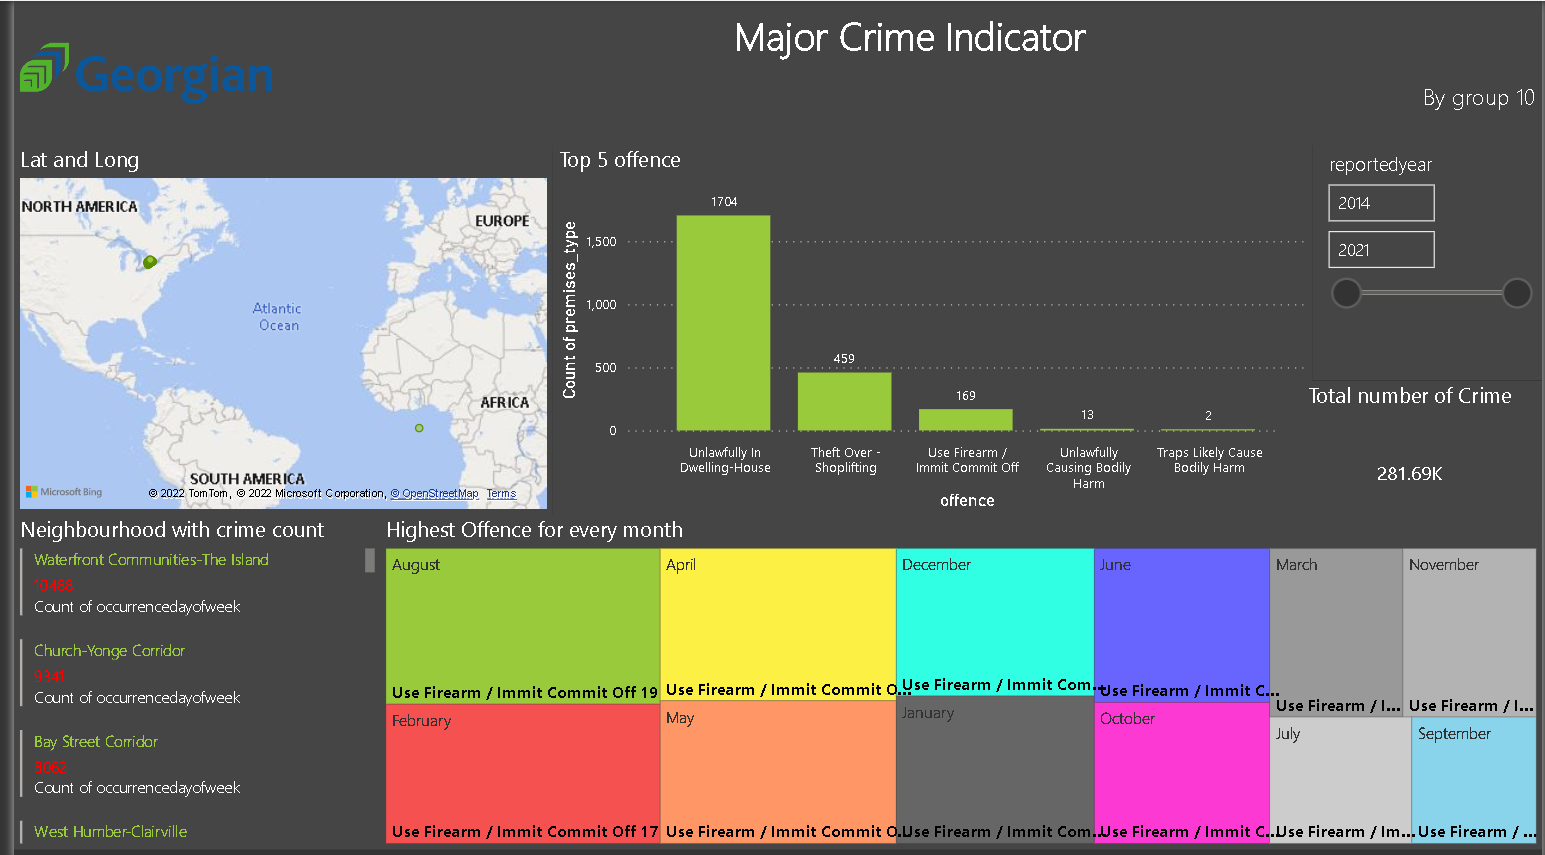 Major Crime Indicator
Georgian
By group 10
Lat and Long
NORTH AMERICA
EUROPE
Atlantic
Ocean
AFRICA
SOUTH AMERICA
Microsoft Bing
© 2022 TomTom, © 2022 Microsoft Corporation, © OpenStreetMap Terms
Top 5 offence
Count of premises_type
1,500
1,000
500
0
1704
459
169
13
2
Unlawfully In
Dwelling-House
Theft Over -
Shoplifting
Use Firearm /
Immit Commit Off
Unlawfully
Causing Bodily
Harm
Traps Likely Cause
Bodily Harm
offence
reportedyear
2014
2021
Total number of Crime
281.69K
Neighbourhood with crime count
Waterfront Communities-The Island
10488
Count of occurrencedayofweek
Church-Yonge Corridor
9341
Count of occurrencedayofweek
Bay Street Corridor
8062
Count of occurrencedayofweek
West Humber-Clairville
Highest Offence for every month
August
Use Firearm / Immit Commit Off 19
February
Use Firearm / Immit Commit Off 17
April
Use Firearm / Immit Commit O...
May
Use Firearm / Immit Commit O...
December
Use Firearm / Immit Com...
January
Use Firearm / Immit Com...
June
Use Firearm / Immit C...
October
Use Firearm / Immit C...
March
Use Firearm / I...
November
Use Firearm / I...
July
Use Firearm / Im...
September
Use Firearm / ...